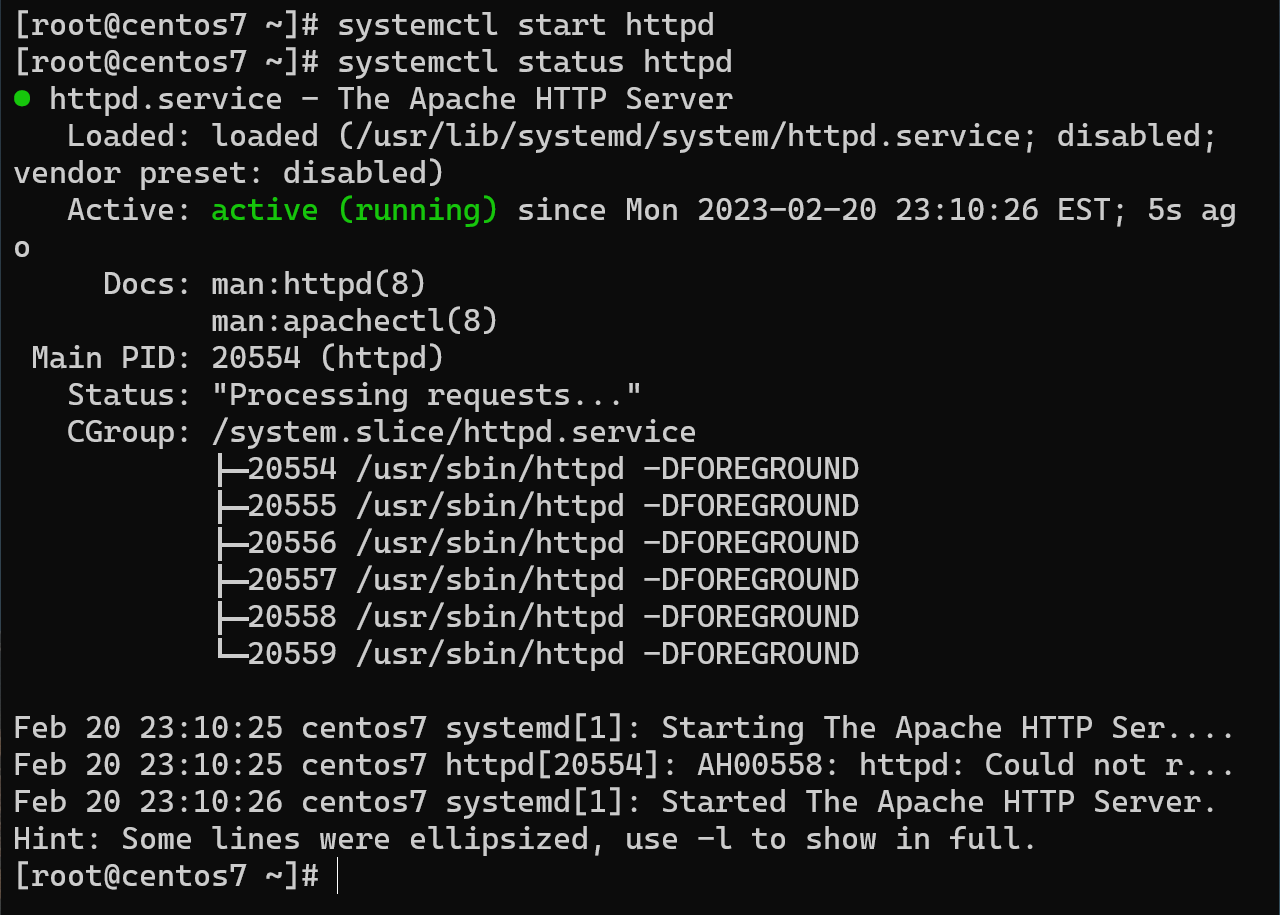 [root@centos7 ~]# systemctl start httpd
[root@centos7 ~]# systemctl status httpd
● httpd.service - The Apache HTTP Server
   Loaded: loaded (/usr/lib/systemd/system/httpd.service; disabled;
vendor preset: disabled)
   Active: active (running) since Mon 2023-02-20 23:10:26 EST; 5s ag
o
     Docs: man:httpd(8)
           man:apachectl(8)
 Main PID: 20554 (httpd)
   Status: "Processing requests..."
   CGroup: /system.slice/httpd.service
           ├─20554 /usr/sbin/httpd -DFOREGROUND
           ├─20555 /usr/sbin/httpd -DFOREGROUND
           ├─20556 /usr/sbin/httpd -DFOREGROUND
           ├─20557 /usr/sbin/httpd -DFOREGROUND
           ├─20558 /usr/sbin/httpd -DFOREGROUND
           └─20559 /usr/sbin/httpd -DFOREGROUND

Feb 20 23:10:25 centos7 systemd[1]: Starting The Apache HTTP Ser....
Feb 20 23:10:25 centos7 httpd[20554]: AH00558: httpd: Could not r...
Feb 20 23:10:26 centos7 systemd[1]: Started The Apache HTTP Server.
Hint: Some lines were ellipsized, use -l to show in full.
[root@centos7 ~]#